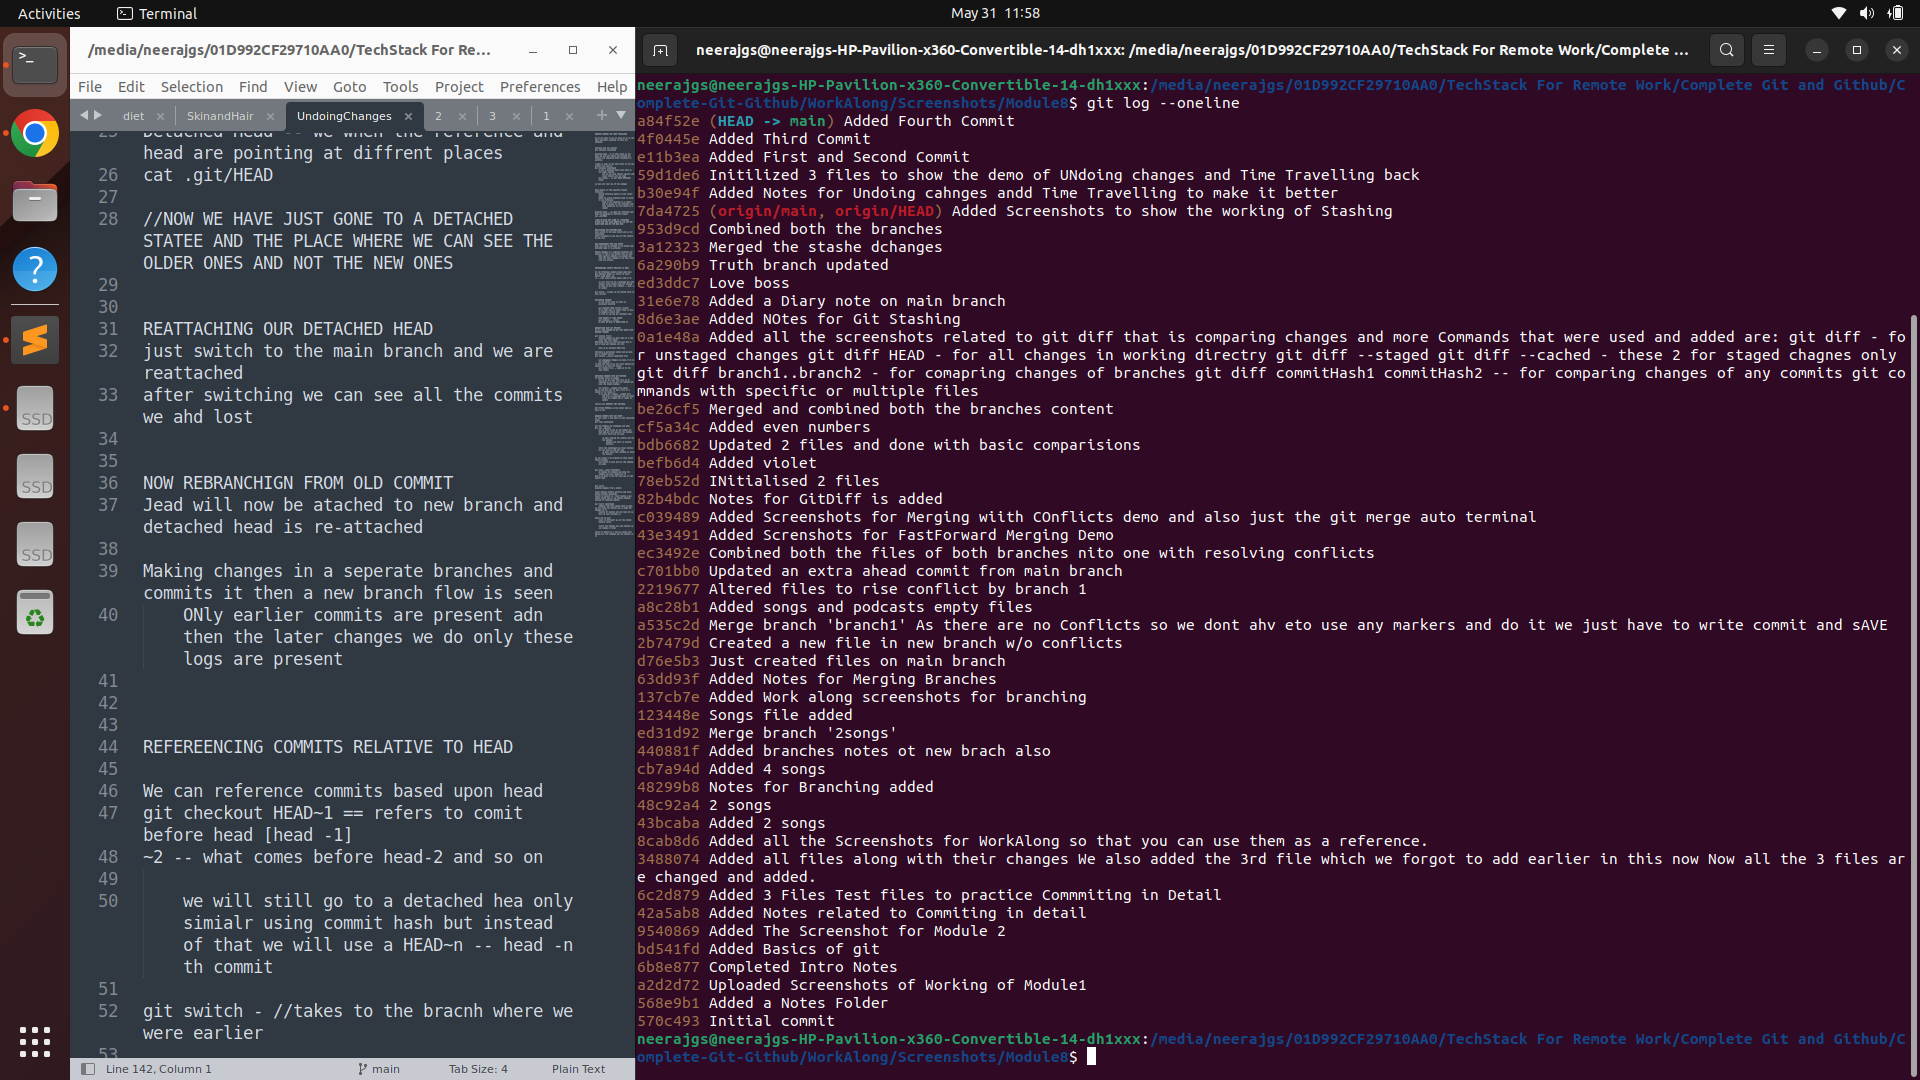 Activities
Terminal
May 31 11:58
/media/neerajgs/01D992CF29710AA0/TechStack For Re...
File Edit Selection Find View Goto Tools Project Preferences Help
diet SkinandHair UndoingChanges 2 3 1
25 Detached Head -- we when the reference and
head are pointing at diffrent places
26 cat .git/HEAD
27
28 //NOW WE HAVE JUST GONE TO A DETACHED
STATEE AND THE PLACE WHERE WE CAN SEE THE
OLDER ONES AND NOT THE NEW ONES
29
30
31 REATTACHING OUR DETACHED HEAD
32 just switch to the main branch and we are
reattached
33 after switching we can see all the commits
we ahd lost
34
35
36 NOW REBRANCHIGN FROM OLD COMMIT
37 Jead will now be atached to new branch and
detached head is re-attached
38
39 Making changes in a seperate branches and
commits it then a new branch flow is seen
40 ONly earlier commits are present adn
then the later changes we do only these
logs are present
41
42
43
44 REFEREENCING COMMITS RELATIVE TO HEAD
45
46 We can reference commits based upon head
47 git checkout HEAD~1 == refers to comit
before head [head -1]
48 ~2 -- what comes before head-2 and so on
49
50 we will still go to a detached hea only
simialr using commit hash but instead
of that we will use a HEAD~n -- head -n
th commit
51
52 git switch - //takes to the bracnh where we
were earlier
53
Line 142, Column 1 main Tab Size: 4 Plain Text
SSD
SSD
SSD
neerajgs@neerajgs-HP-Pavilion-x360-Convertible-14-dh1xxx: /media/neerajgs/01D992CF29710AA0/TechStack For Remote Work/Complete ...
neerajgs@neerajgs-HP-Pavilion-x360-Convertible-14-dh1xxx:/media/neerajgs/01D992CF29710AA0/TechStack For Remote Work/Complete Git and Github/C
omplete-Git-Github/WorkAlong/Screenshots/Module8$ git log --oneline
a84f52e (HEAD -> main) Added Fourth Commit
4f0445e Added Third Commit
e11b3ea Added First and Second Commit
59d1de6 Initilized 3 files to show the demo of UNdoing changes and Time Travelling back
b30e94f Added Notes for Undoing cahnges andd Time Travelling to make it better
7da4725 (origin/main, origin/HEAD) Added Screenshots to show the working of Stashing
953d9cd Combined both the branches
3a12323 Merged the stashe dchanges
6a290b9 Truth branch updated
ed3ddc7 Love boss
31e6e78 Added a Diary note on main branch
8d6e3ae Added NOtes for Git Stashing
0a1e48a Added all the screenshots related to git diff that is comparing changes and more Commands that were used and added are: git diff - fo
r unstaged changes git diff HEAD - for all changes in working directry git diff --staged git diff --cached - these 2 for staged chagnes only
git diff branch1..branch2 - for comapring changes of branches git diff commitHash1 commitHash2 -- for comparing changes of any commits git co
mmands with specific or multiple files
be26cf5 Merged and combined both the branches content
cf5a34c Added even numbers
bdb6682 Updated 2 files and done with basic comparisions
befb6d4 Added violet
78eb52d INitialised 2 files
82b4bdc Notes for GitDiff is added
c039489 Added Screenshots for Merging wiith COnflicts demo and also just the git merge auto terminal
43e3491 Added Scrrenshots for FastForward Merging Demo
ec3492e Combined both the files of both branches nito one with resolving conflicts
c701bb0 Updated an extra ahead commit from main branch
2219677 Altered files to rise conflict by branch 1
a8c28b1 Added songs and podcasts empty files
a535c2d Merge branch 'branch1' As there are no Conflicts so we dont ahv eto use any markers and do it we just have to write commit and sAVE
2b7479d Created a new file in new branch w/o conflicts
d76e5b3 Just created files on main branch
63dd93f Added Notes for Merging Branches
137cb7e Added Work along screenshots for branching
123448e Songs file added
ed31d92 Merge branch '2songs'
440881f Added branches notes ot new brach also
cb7a94d Added 4 songs
48299b8 Notes for Branching added
48c92a4 2 songs
43bcaba Added 2 songs
8cab8d6 Added all the Screenshots for WorkAlong so that you can use them as a reference.
3488074 Added all files along with their changes We also added the 3rd file which we forgot to add earlier in this now Now all the 3 files ar
e changed and added.
6c2d879 Added 3 Files Test files to practice Commmiting in Detail
42a5ab8 Added Notes related to Commiting in detail
9540869 Added The Screenshot for Module 2
bd541fd Added Basics of git
6b8e877 Completed Intro Notes
a2d2d72 Uploaded Screenshots of Working of Module1
568e9b1 Added a Notes Folder
570c493 Initial commit
neerajgs@neerajgs-HP-Pavilion-x360-Convertible-14-dh1xxx:/media/neerajgs/01D992CF29710AA0/TechStack For Remote Work/Complete Git and Github/C
omplete-Git-Github/WorkAlong/Screenshots/Module8$